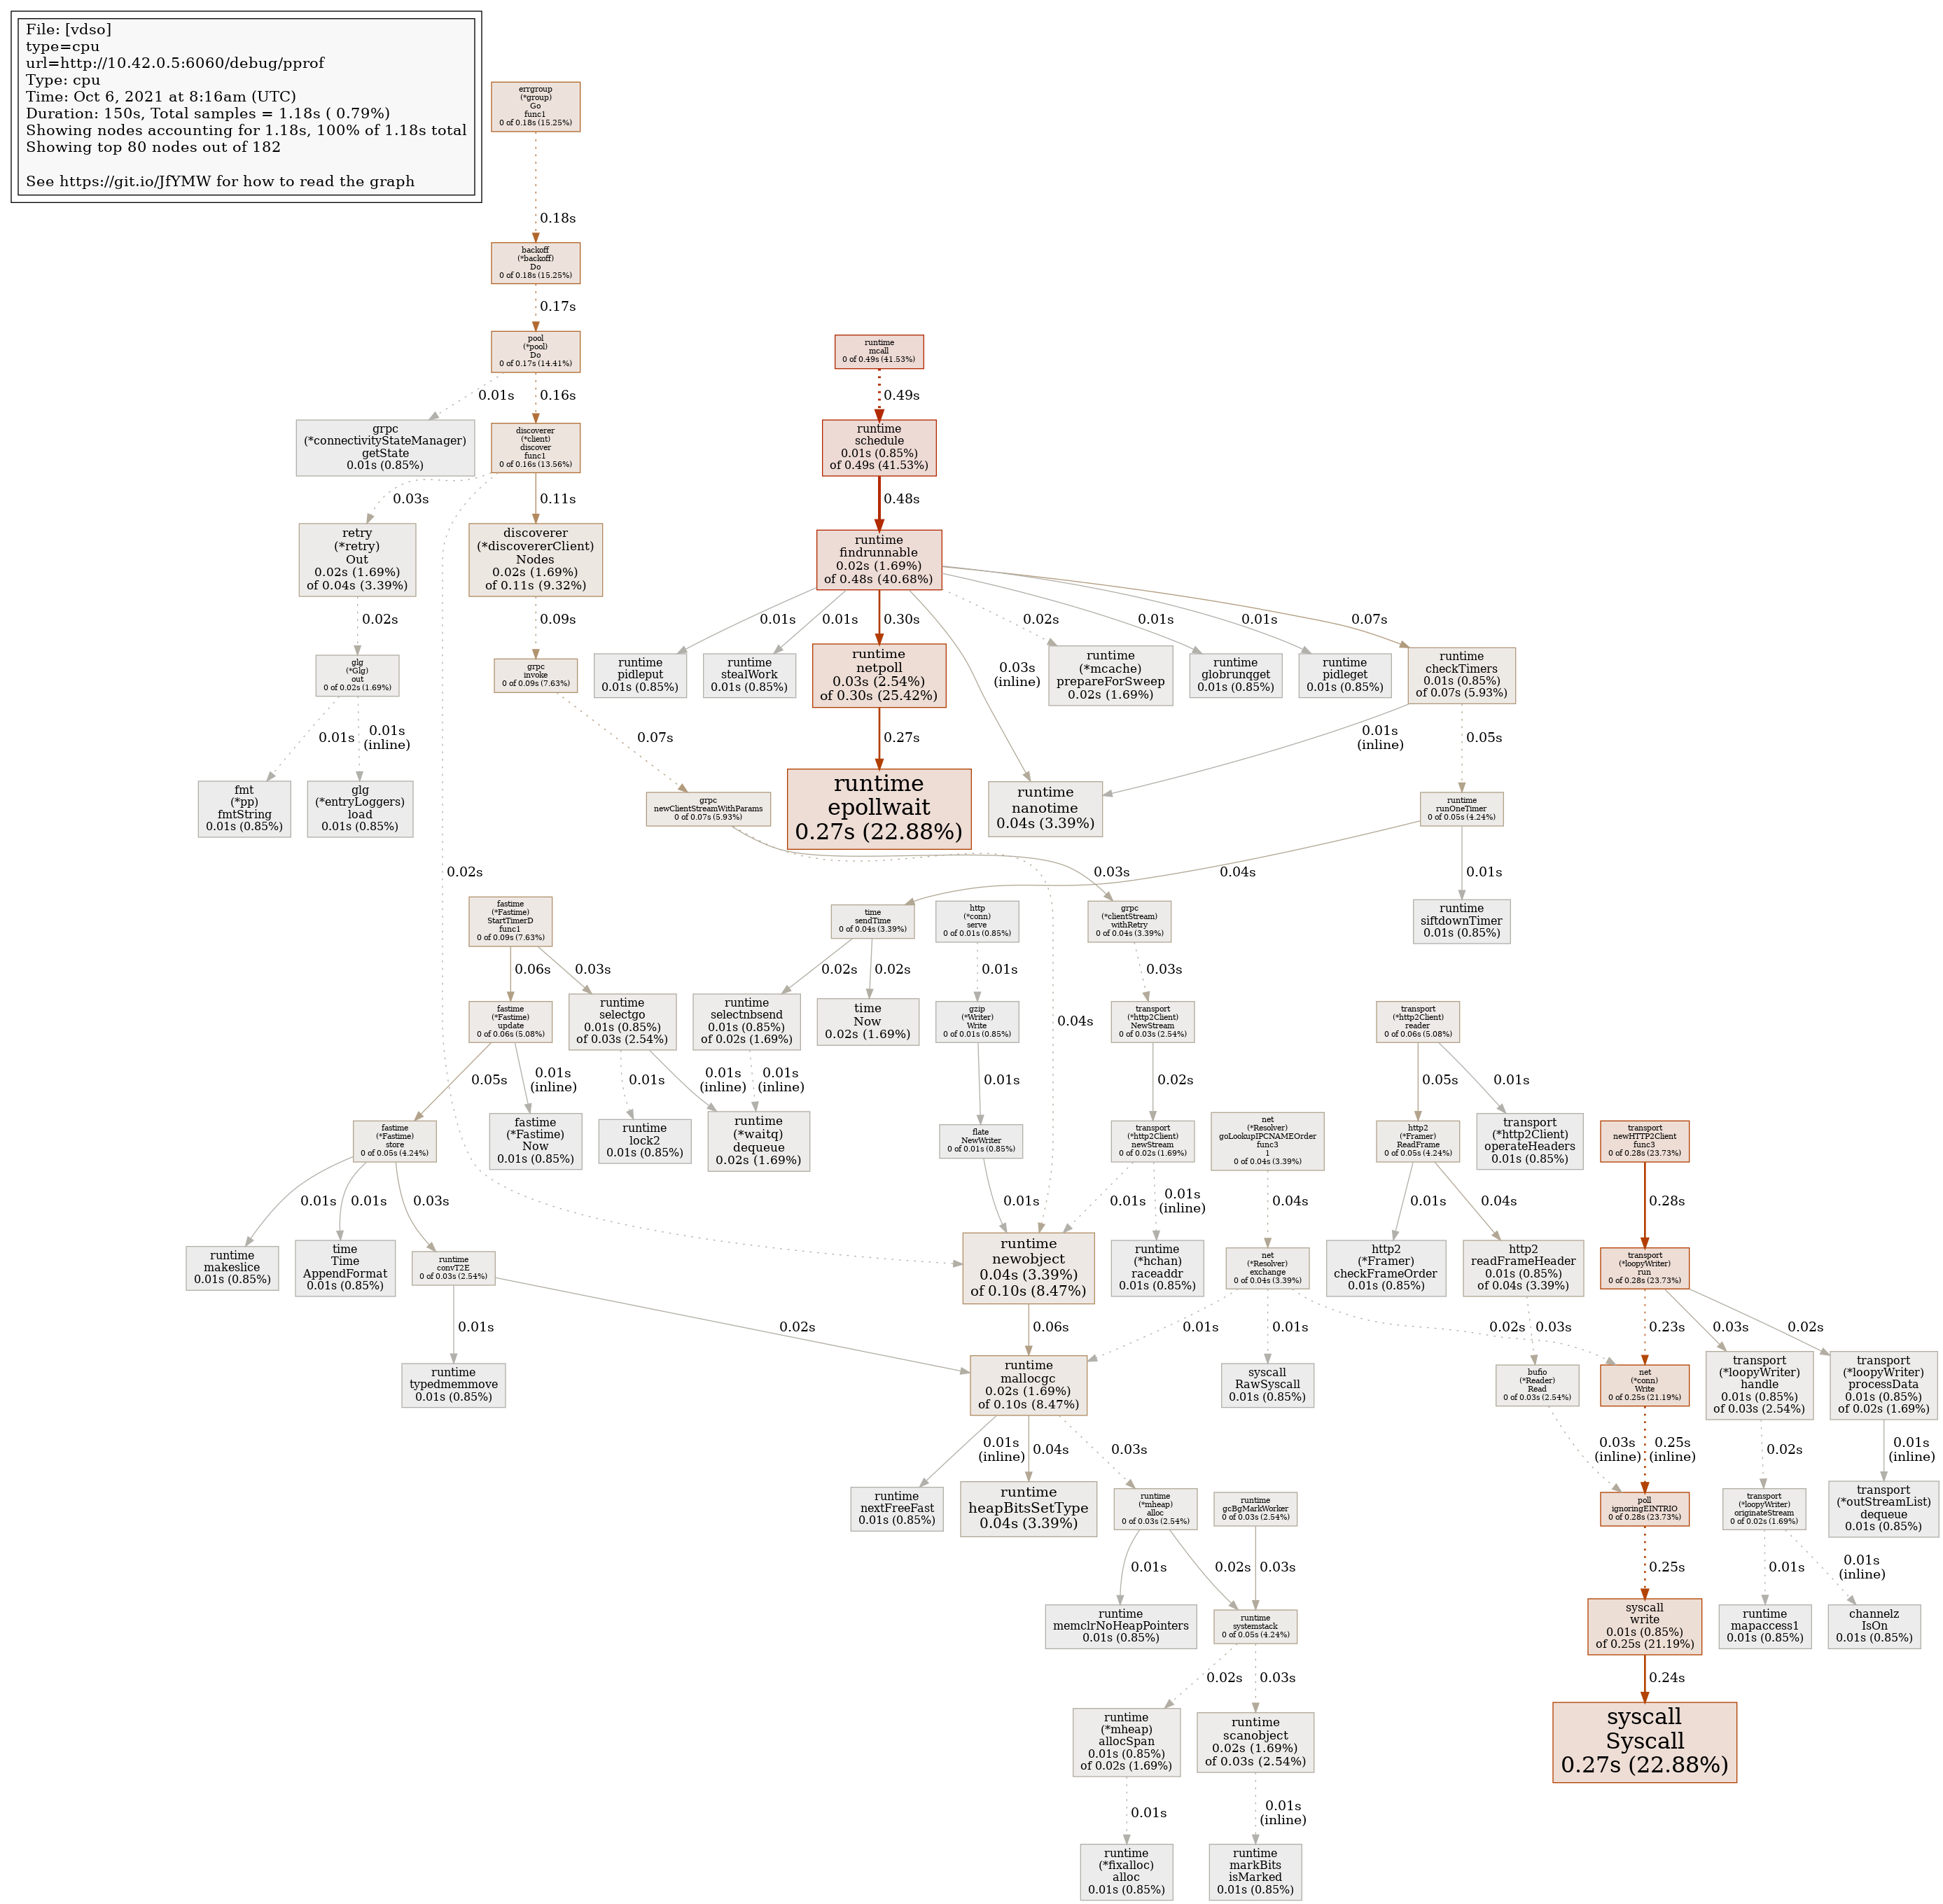 File: [vdso]
type=cpu
url=http://10.42.0.5:6060/debug/pprof
Type: cpu
Time: Oct 6, 2021 at 8:16am (UTC)
Duration: 150s, Total samples = 1.18s ( 0.79%)
Showing nodes accounting for 1.18s, 100% of 1.18s total
Showing top 80 nodes out of 182
See https://git.io/JfYMW for how to read the graph
errgroup
(*group)
Go
func1
0 of 0.18s (15.25%)
0.18s
backoff
(*backoff)
Do
0 of 0.18s (15.25%)
0.17s
pool
(*pool)
Do
0 of 0.17s (14.41%)
0.01s
0.16s
runtime
mcall
0 of 0.49s (41.53%)
0.49s
grpc
(*connectivityStateManager)
getState
0.01s (0.85%)
discoverer
(*client)
discover
func1
0 of 0.16s (13.56%)
runtime
schedule
0.01s (0.85%)
of 0.49s (41.53%)
0.03s
0.11s
0.48s
retry
(*retry)
Out
0.02s (1.69%)
of 0.04s (3.39%)
discoverer
(*discovererClient)
Nodes
0.02s (1.69%)
of 0.11s (9.32%)
runtime
findrunnable
0.02s (1.69%)
of 0.48s (40.68%)
0.02s
0.09s
0.01s
0.01s
0.30s
0.03s
(inline)
0.02s
0.01s
0.01s
0.07s
glg
(*Glg)
out
0 of 0.02s (1.69%)
grpc
invoke
0 of 0.09s (7.63%)
runtime
pidleput
0.01s (0.85%)
runtime
stealWork
0.01s (0.85%)
runtime
netpoll
0.03s (2.54%)
of 0.30s (25.42%)
runtime
(*mcache)
prepareForSweep
0.02s (1.69%)
runtime
globrunqget
0.01s (0.85%)
runtime
pidleget
0.01s (0.85%)
runtime
checkTimers
0.01s (0.85%)
of 0.07s (5.93%)
0.01s
0.01s
(inline)
0.07s
0.27s
0.01s
(inline)
0.05s
fmt
(*pp)
fmtString
0.01s (0.85%)
glg
(*entryLoggers)
load
0.01s (0.85%)
grpc
newClientStreamWithParams
0 of 0.07s (5.93%)
runtime
epollwait
0.27s (22.88%)
runtime
nanotime
0.04s (3.39%)
runtime
runOneTimer
0 of 0.05s (4.24%)
0.02s
0.03s
0.04s
0.01s
fastime
(*Fastime)
StartTimerD
func1
0 of 0.09s (7.63%)
time
sendTime
0 of 0.04s (3.39%)
http
(*conn)
serve
0 of 0.01s (0.85%)
grpc
(*clientStream)
withRetry
0 of 0.04s (3.39%)
runtime
siftdownTimer
0.01s (0.85%)
0.06s
0.03s
0.02s
0.02s
0.01s
0.04s
0.03s
fastime
(*Fastime)
update
0 of 0.06s (5.08%)
runtime
selectgo
0.01s (0.85%)
of 0.03s (2.54%)
runtime
selectnbsend
0.01s (0.85%)
of 0.02s (1.69%)
time
Now
0.02s (1.69%)
gzip
(*Writer)
Write
0 of 0.01s (0.85%)
transport
(*http2Client)
NewStream
0 of 0.03s (2.54%)
transport
(*http2Client)
reader
0 of 0.06s (5.08%)
0.05s
0.01s
(inline)
0.01s
0.01s
(inline)
0.01s
(inline)
0.01s
0.02s
0.05s
0.01s
fastime
(*Fastime)
store
0 of 0.05s (4.24%)
fastime
(*Fastime)
Now
0.01s (0.85%)
runtime
lock2
0.01s (0.85%)
runtime
(*waitq)
dequeue
0.02s (1.69%)
flate
NewWriter
0 of 0.01s (0.85%)
transport
(*http2Client)
newStream
0 of 0.02s (1.69%)
net
(*Resolver)
goLookupIPCNAMEOrder
func3
1
0 of 0.04s (3.39%)
http2
(*Framer)
ReadFrame
0 of 0.05s (4.24%)
transport
(*http2Client)
operateHeaders
0.01s (0.85%)
transport
newHTTP2Client
func3
0 of 0.28s (23.73%)
0.01s
0.01s
0.03s
0.01s
0.01s
0.01s
(inline)
0.04s
0.01s
0.04s
0.28s
runtime
makeslice
0.01s (0.85%)
time
Time
AppendFormat
0.01s (0.85%)
runtime
convT2E
0 of 0.03s (2.54%)
runtime
newobject
0.04s (3.39%)
of 0.10s (8.47%)
runtime
(*hchan)
raceaddr
0.01s (0.85%)
net
(*Resolver)
exchange
0 of 0.04s (3.39%)
http2
(*Framer)
checkFrameOrder
0.01s (0.85%)
http2
readFrameHeader
0.01s (0.85%)
of 0.04s (3.39%)
transport
(*loopyWriter)
run
0 of 0.28s (23.73%)
0.01s
0.02s
0.06s
0.01s
0.01s
0.02s
0.03s
0.23s
0.03s
0.02s
runtime
typedmemmove
0.01s (0.85%)
runtime
mallocgc
0.02s (1.69%)
of 0.10s (8.47%)
syscall
RawSyscall
0.01s (0.85%)
bufio
(*Reader)
Read
0 of 0.03s (2.54%)
net
(*conn)
Write
0 of 0.25s (21.19%)
transport
(*loopyWriter)
handle
0.01s (0.85%)
of 0.03s (2.54%)
transport
(*loopyWriter)
processData
0.01s (0.85%)
of 0.02s (1.69%)
0.01s
(inline)
0.04s
0.03s
0.03s
(inline)
0.25s
(inline)
0.02s
0.01s
(inline)
runtime
nextFreeFast
0.01s (0.85%)
runtime
heapBitsSetType
0.04s (3.39%)
runtime
(*mheap)
alloc
0 of 0.03s (2.54%)
runtime
gcBgMarkWorker
0 of 0.03s (2.54%)
poll
ignoringEINTRIO
0 of 0.28s (23.73%)
transport
(*loopyWriter)
originateStream
0 of 0.02s (1.69%)
transport
(*outStreamList)
dequeue
0.01s (0.85%)
0.01s
0.02s
0.03s
0.25s
0.01s
0.01s
(inline)
runtime
memclrNoHeapPointers
0.01s (0.85%)
runtime
systemstack
0 of 0.05s (4.24%)
syscall
write
0.01s (0.85%)
of 0.25s (21.19%)
runtime
mapaccess1
0.01s (0.85%)
channelz
IsOn
0.01s (0.85%)
0.02s
0.03s
0.24s
runtime
(*mheap)
allocSpan
0.01s (0.85%)
of 0.02s (1.69%)
runtime
scanobject
0.02s (1.69%)
of 0.03s (2.54%)
syscall
Syscall
0.27s (22.88%)
0.01s
0.01s
(inline)
runtime
(*fixalloc)
alloc
0.01s (0.85%)
runtime
markBits
isMarked
0.01s (0.85%)